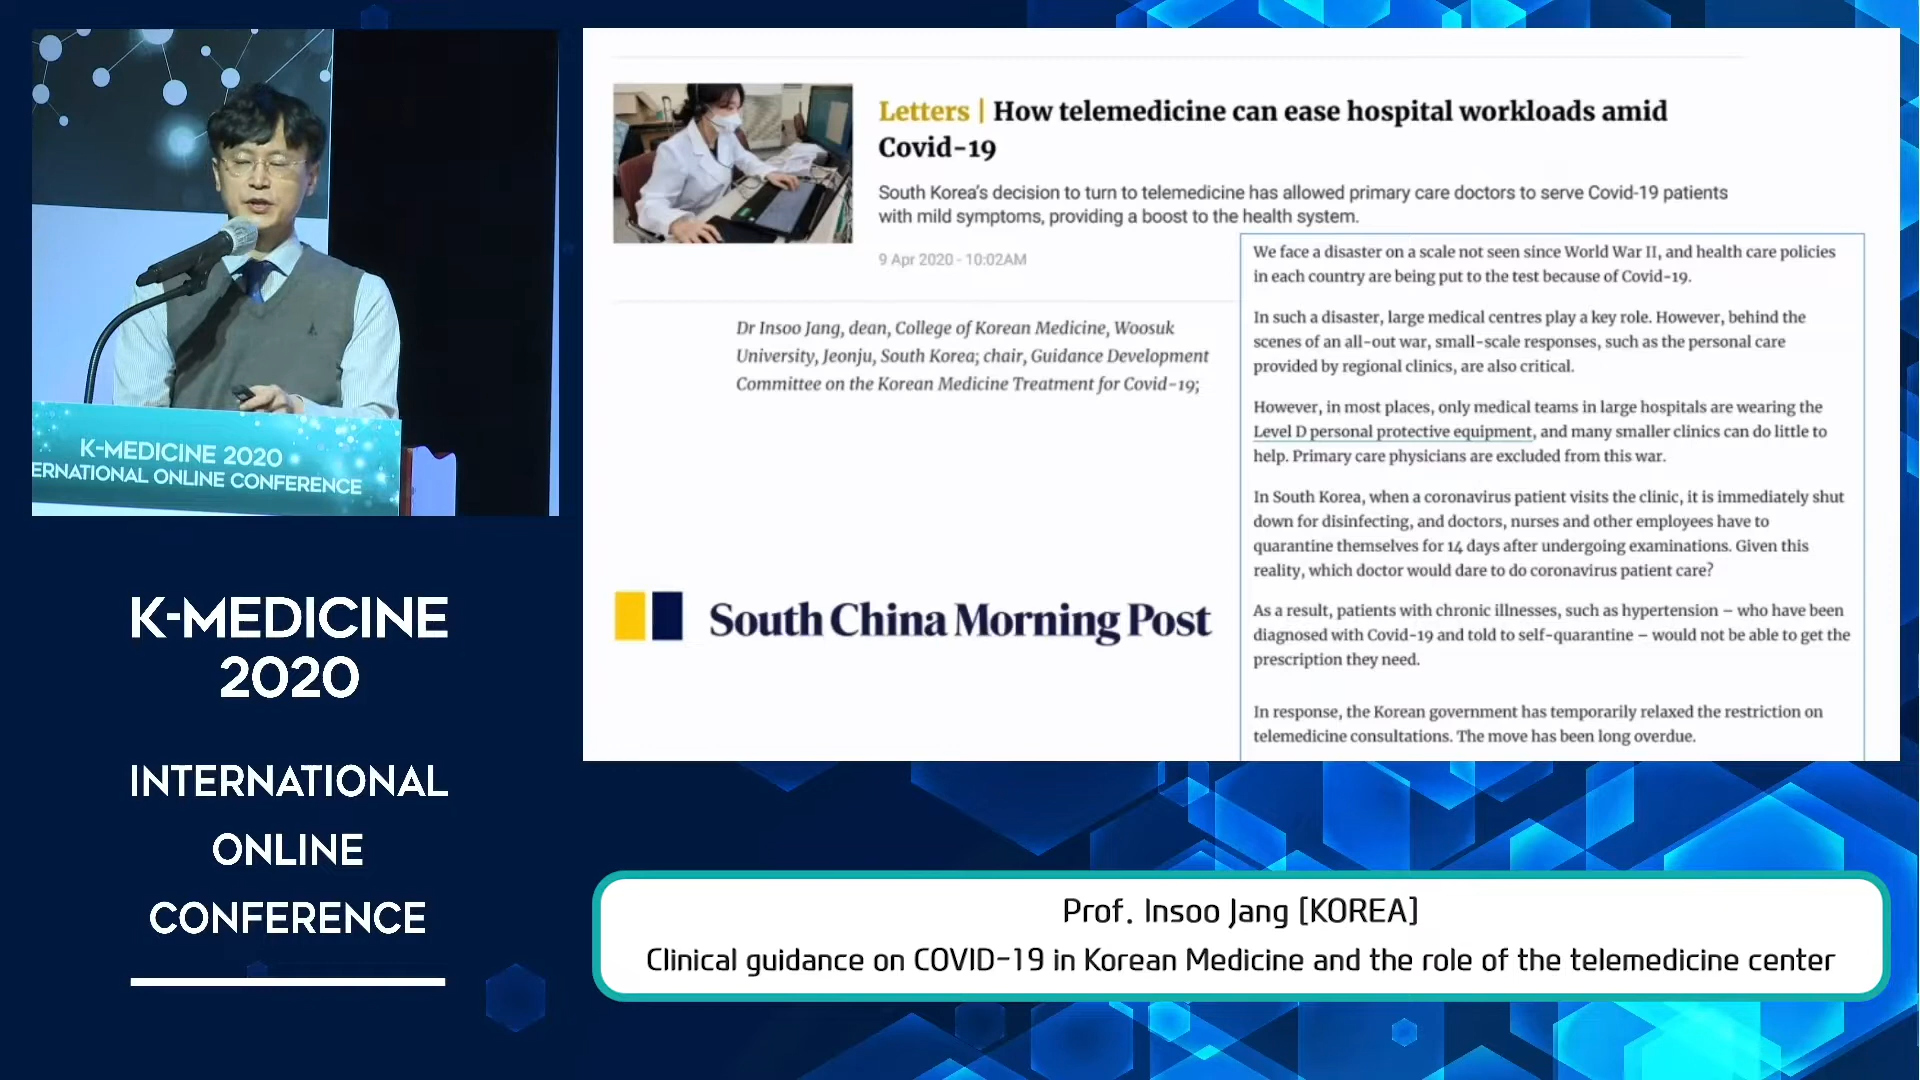 K-MEDICINE 2020
ERNATIONAL ONLINE CONFERENCE
K-MEDICINE
2020
INTERNATIONAL
ONLINE
CONFERENCE
Letters | How telemedicine can ease hospital workloads amid
Covid-19
South Korea's decision to turn to telemedicine has allowed primary care doctors to serve Covid-19 patients
with mild symptoms, providing a boost to the health system.
9 Apr 2020 - 10:02AM
Dr Insoo Jang, dean, College of Korean Medicine, Woosuk
University, Jeonju, South Korea; chair, Guidance Development
Committee on the Korean Medicine Treatment for Covid-19;
South China Morning Post
We face a disaster on a scale not seen since World War II, and health care policies
in each country are being put to the test because of Covid-19.
In such a disaster, large medical centres play a key role. However, behind the
scenes of an all-out war, small-scale responses, such as the personal care
provided by regional clinics, are also critical.
However, in most places, only medical teams in large hospitals are wearing the
Level D personal protective equipment, and many smaller clinics can do little to
help. Primary care physicians are excluded from this war.
In South Korea, when a coronavirus patient visits the clinic, it is immediately shut
down for disinfecting, and doctors, nurses and other employees have to
quarantine themselves for 14 days after undergoing examinations. Given this
reality, which doctor would dare to do coronavirus patient care?
As a result, patients with chronic illnesses, such as hypertension – who have been
diagnosed with Covid-19 and told to self-quarantine – would not be able to get the
prescription they need.
In response, the Korean government has temporarily relaxed the restriction on
telemedicine consultations. The move has been long overdue.
Prof. Insoo Jang [KOREA]
Clinical guidance on COVID-19 in Korean Medicine and the role of the telemedicine center